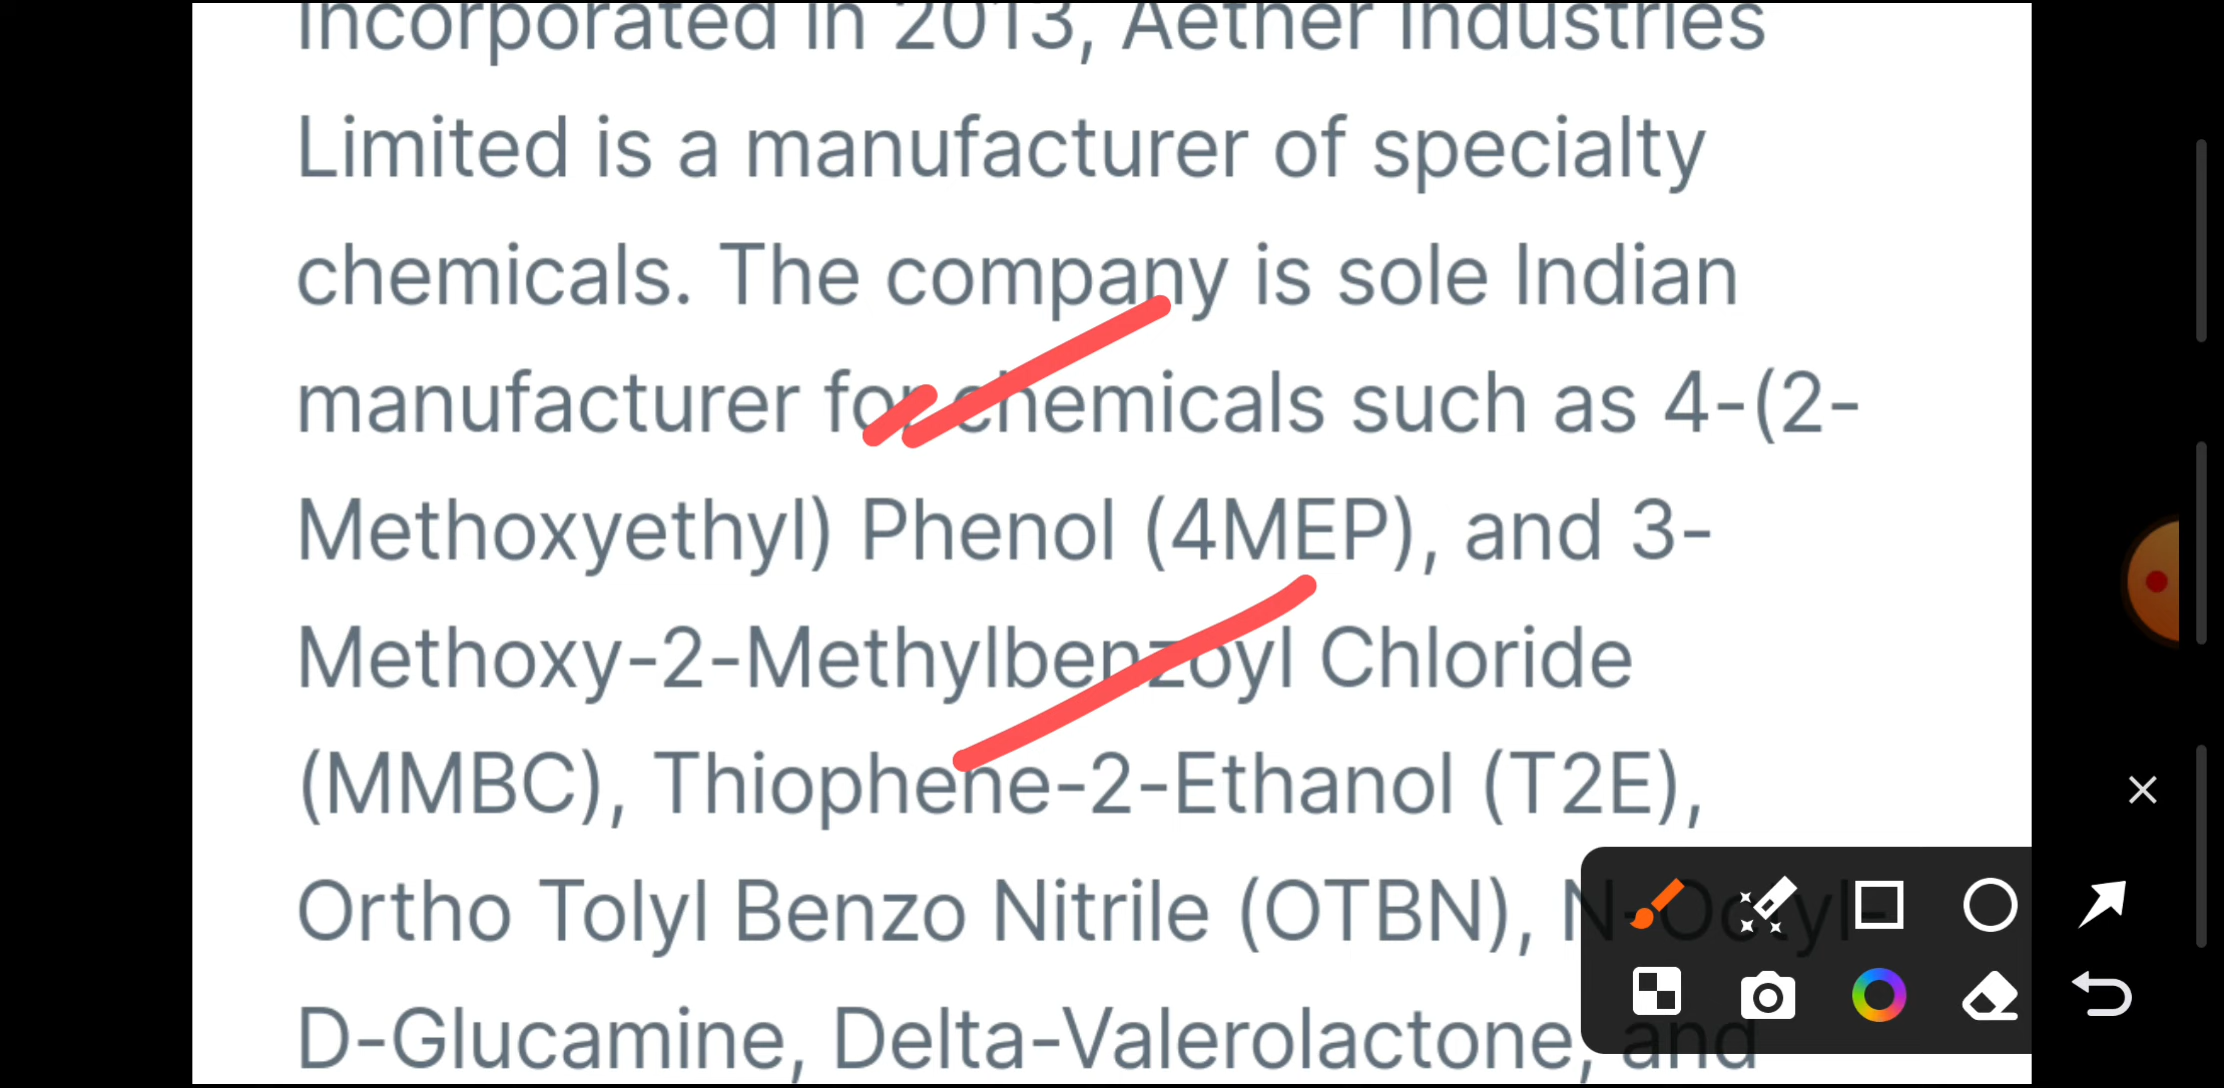 Incorporated in 2013, Aether Industries
Limited is a manufacturer of specialty
chemicals. The company is sole Indian
manufacturer for chemicals such as 4-(2-
Methoxyethyl) Phenol (4MEP), and 3-
Methoxy-2-Methylbenzoyl Chloride
(MMBC), Thiophene-2-Ethanol (T2E),
Ortho Tolyl Benzo Nitrile (OTBN), N-Octyl-
D-Glucamine, Delta-Valerolactone, and